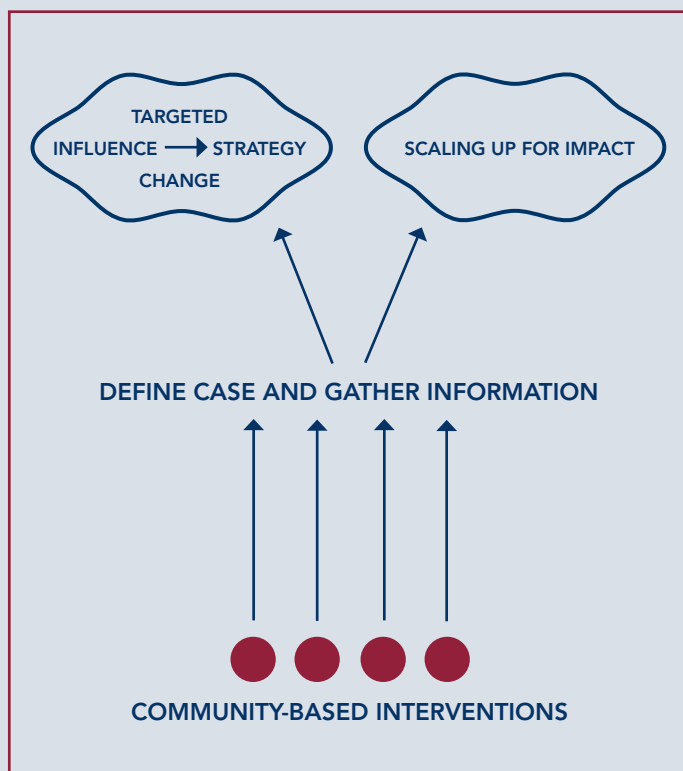 TARGETED
INFLUENCE STRATEGY
CHANGE
SCALING UP FOR IMPACT
DEFINE CASE AND GATHER INFORMATION
COMMUNITY-BASED INTERVENTIONS